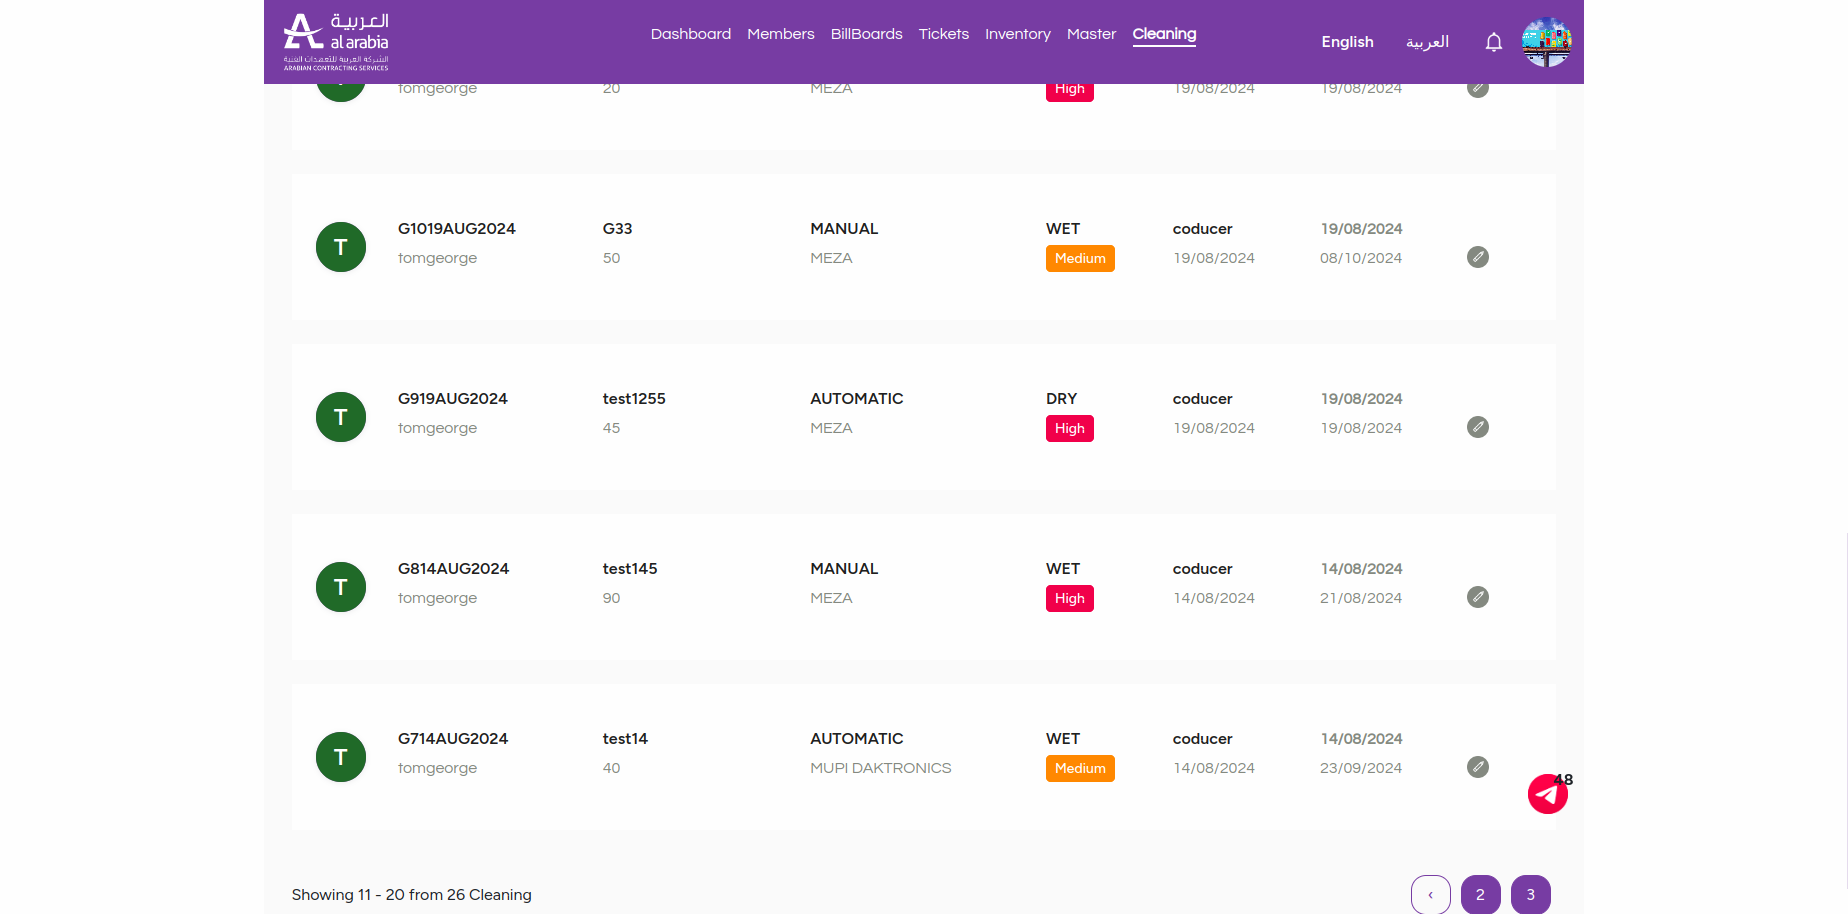 العربية
al arabia
الشركة العربية للتعهدات الفنية
ARABIAN CONTRACTING SERVICES
Dashboard Members BillBoards Tickets Inventory Master Cleaning
English العربية
tomgeorge 20 MEZA High 19/08/2024 19/08/2024
T
G1019AUG2024 G33 MANUAL WET coducer 19/08/2024
tomgeorge 50 MEZA Medium 19/08/2024 08/10/2024
T
G919AUG2024 test1255 AUTOMATIC DRY coducer 19/08/2024
tomgeorge 45 MEZA High 19/08/2024 19/08/2024
T
G814AUG2024 test145 MANUAL WET coducer 14/08/2024
tomgeorge 90 MEZA High 14/08/2024 21/08/2024
T
G714AUG2024 test14 AUTOMATIC WET coducer 14/08/2024
tomgeorge 40 MUPI DAKTRONICS Medium 14/08/2024 23/09/2024
48
Showing 11 - 20 from 26 Cleaning ‹ 2 3